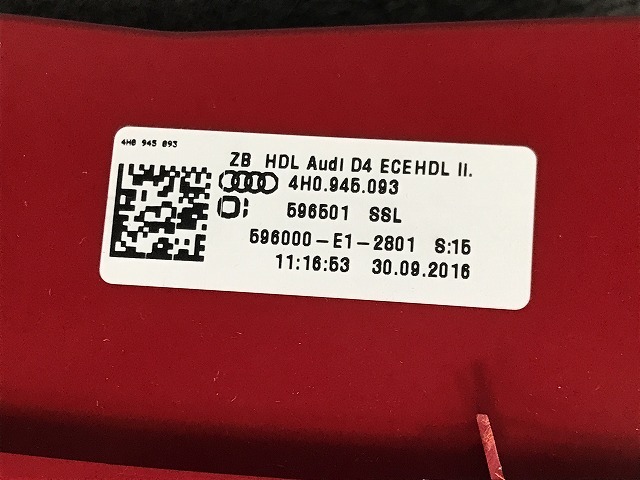 4H0 945 093
ZB HDL Audi D4 ECEHDL II.
4H0.945.093
596501 SSL
596000-E1-2801 S:15
11:16:53 30.09.2016